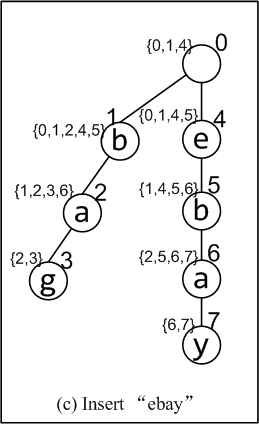 {0,1,4} 0
{0,1,2,4,5} 1 b
{0,1,4,5} 4 e
{1,2,3,6} 2 a
{1,4,5,6} 5 b
{2,3} 3 g
{2,5,6,7} 6 a
{6,7} 7 y
(c) Insert “ebay”